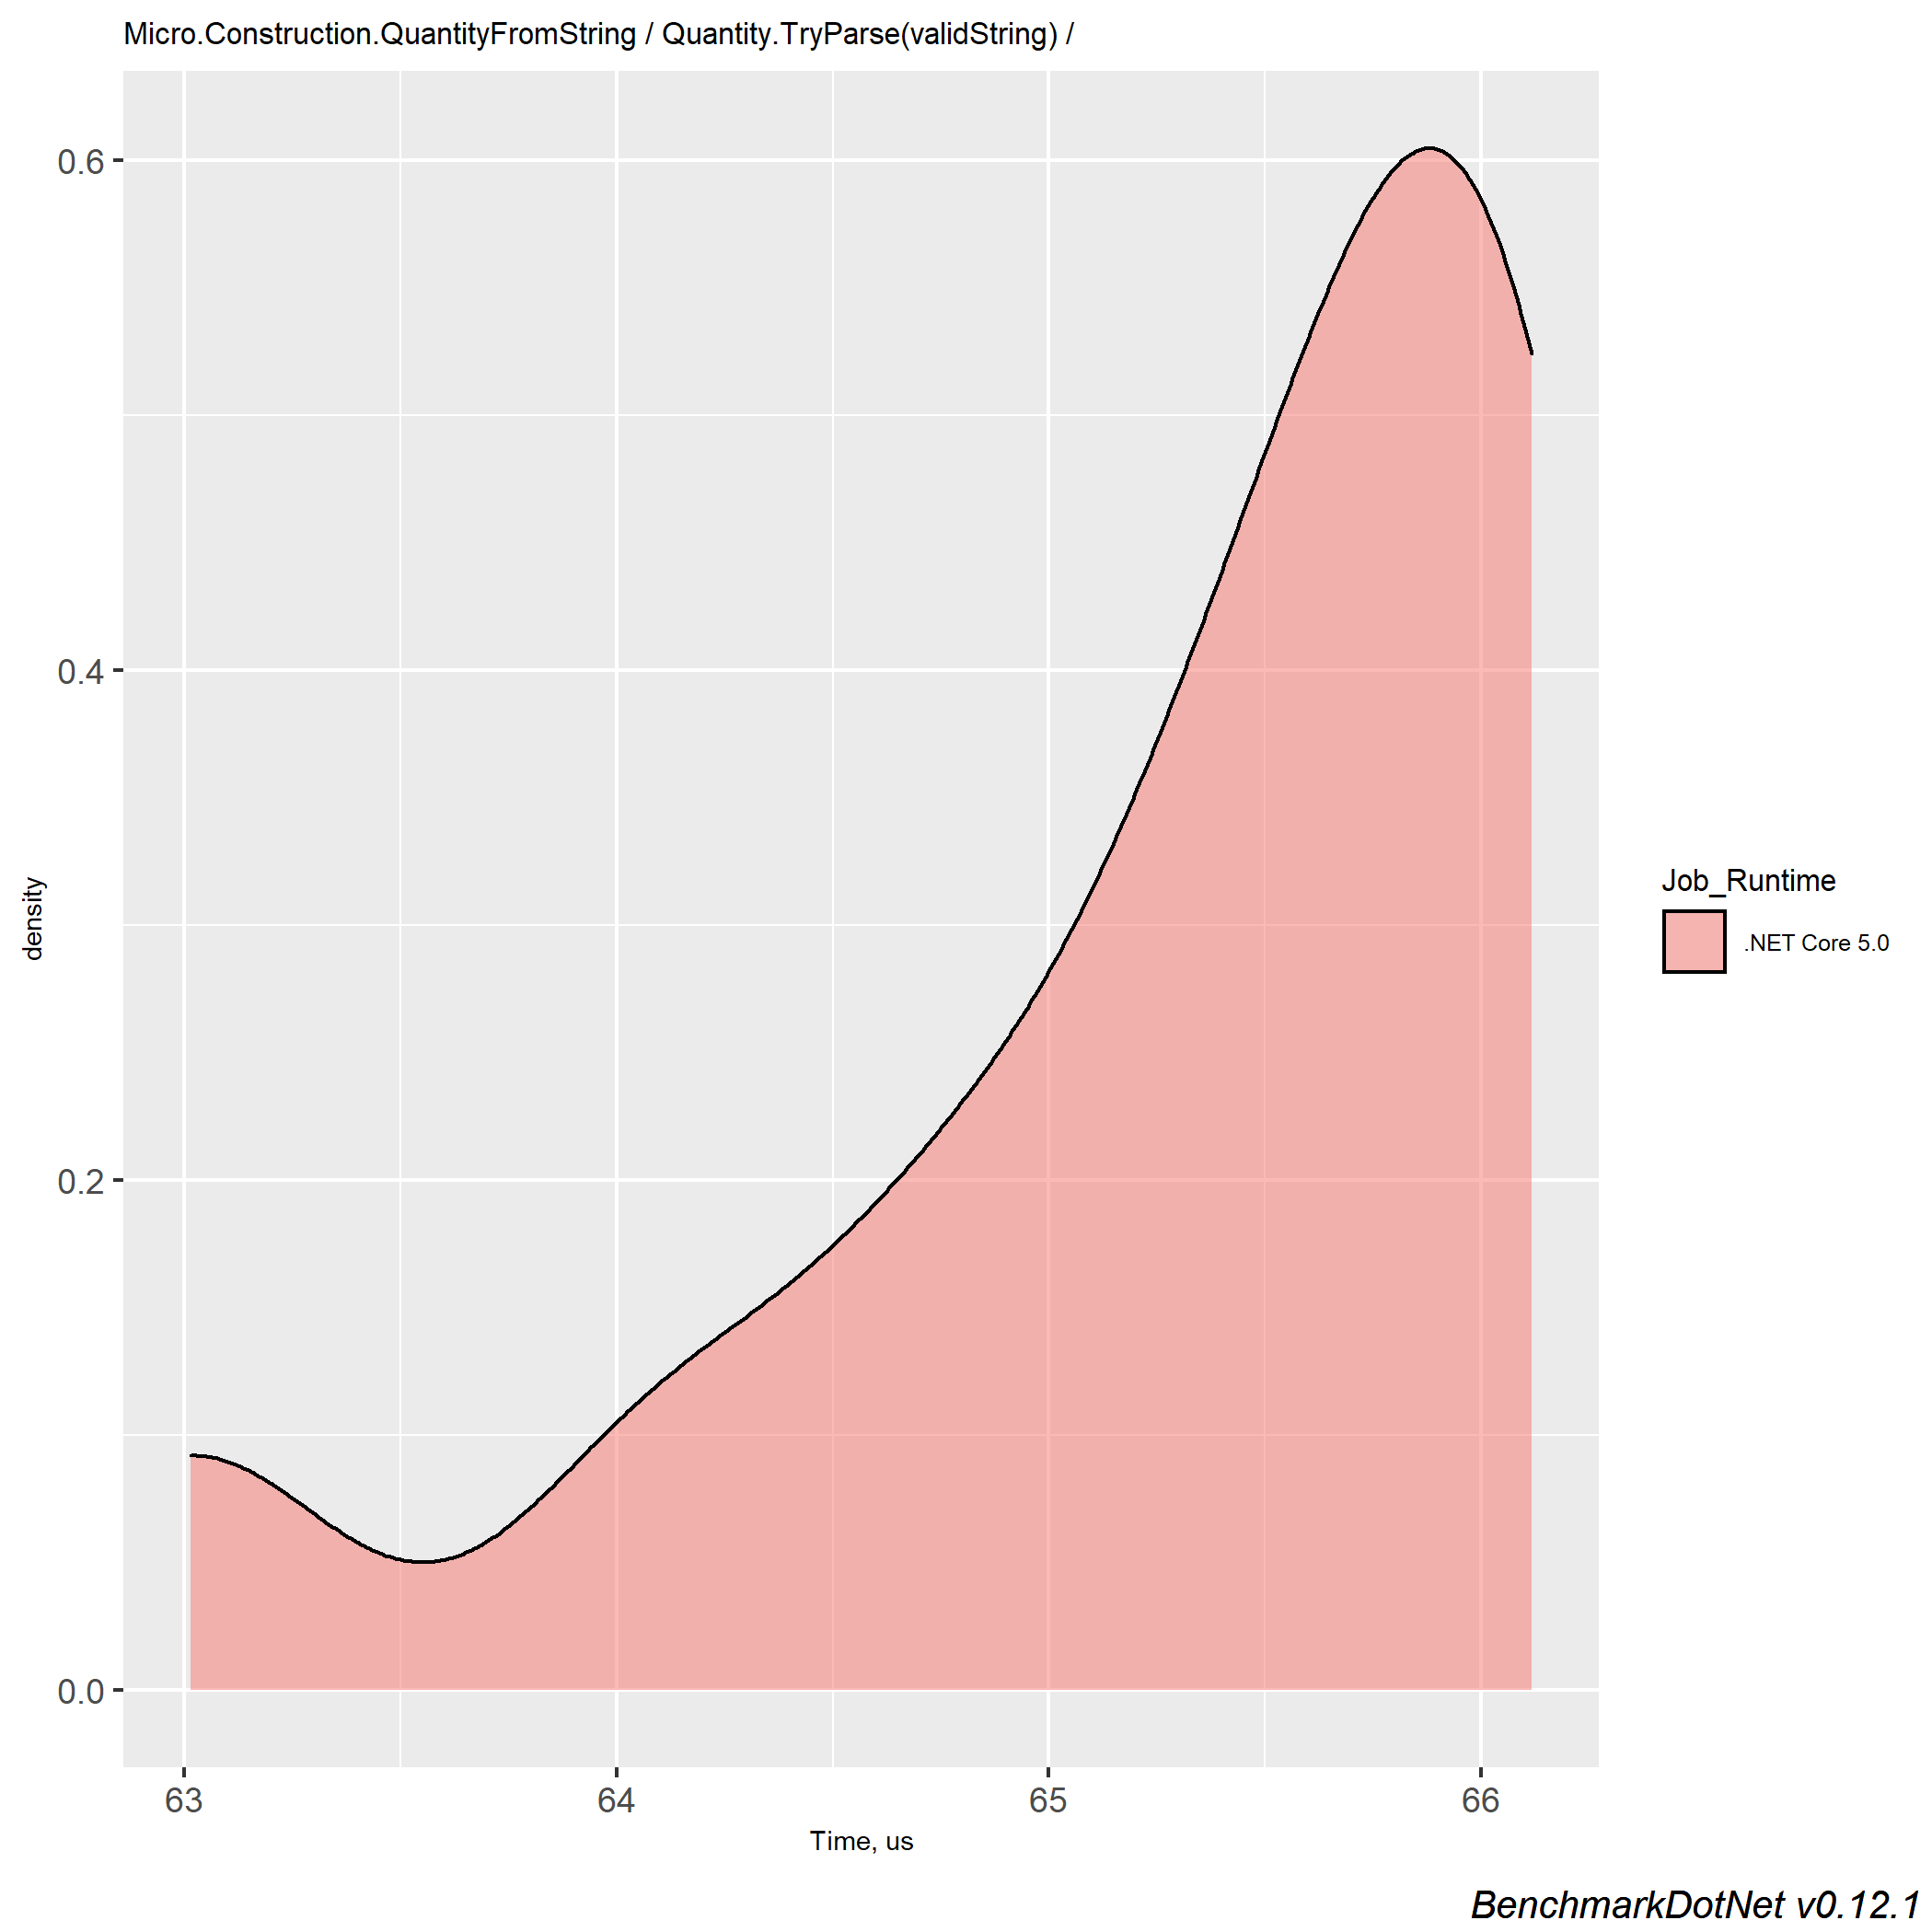 Micro.Construction.QuantityFromString / Quantity.TryParse(validString) /
0.6
0.4
0.2
0.0
density
63 64 65 66
Time, us
Job_Runtime
.NET Core 5.0
BenchmarkDotNet v0.12.1